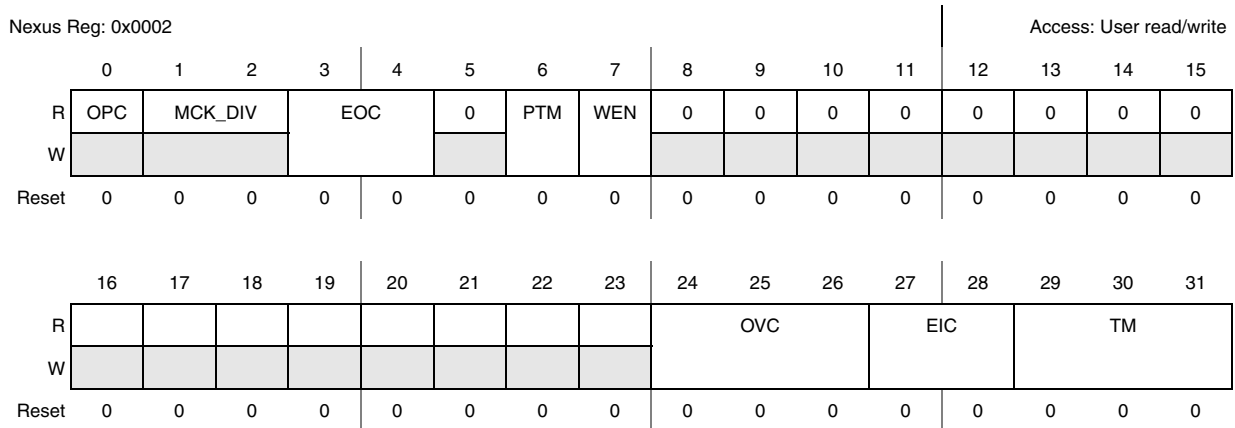 Nexus Reg: 0x0002 Access: User read/write
0 1 2 3 4 5 6 7 8 9 10 11 12 13 14 15
R OPC MCK_DIV EOC 0 PTM WEN 0 0 0 0 0 0 0 0
W
Reset 0 0 0 0 0 0 0 0 0 0 0 0 0 0 0 0
16 17 18 19 20 21 22 23 24 25 26 27 28 29 30 31
R OVC EIC TM
W
Reset 0 0 0 0 0 0 0 0 0 0 0 0 0 0 0 0